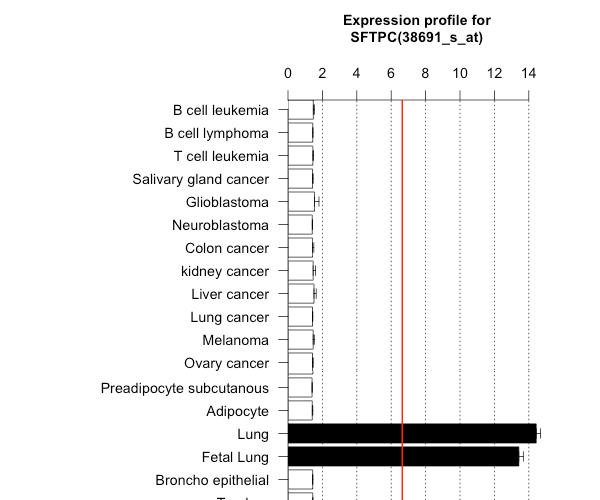 Expression profile for
SFTPC(38691_s_at)
0 2 4 6 8 10 12 14
B cell leukemia
B cell lymphoma
T cell leukemia
Salivary gland cancer
Glioblastoma
Neuroblastoma
Colon cancer
kidney cancer
Liver cancer
Lung cancer
Melanoma
Ovary cancer
Preadipocyte subcutanous
Adipocyte
Lung
Fetal Lung
Broncho epithelial